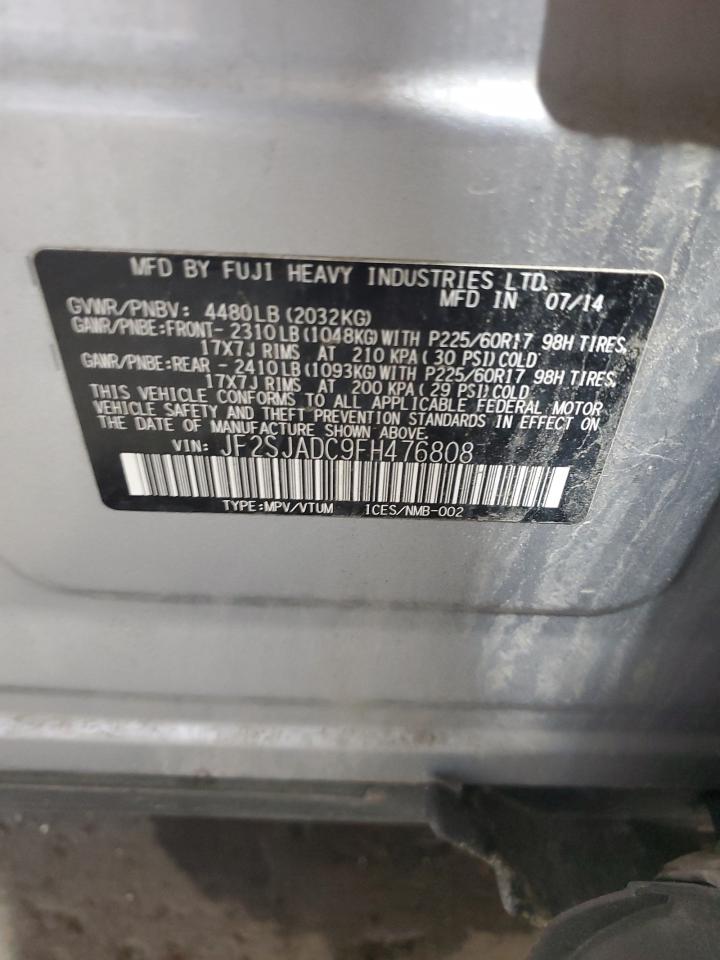 MFD BY FUJI HEAVY INDUSTRIES LTD.
MFD IN 07/14
GVWR/PNBV: 4480LB (2032KG)
GAWR/PNBE:FRONT- 2310LB (1048KG) WITH P225/60R17 98H TIRES,
17X7J RIMS AT 210 KPA ( 30 PSI) COLD
GAWR/PNBE:REAR - 2410LB (1093KG) WITH P225/60R17 98H TIRES,
17X7J RIMS AT 200 KPA ( 29 PSI) COLD
THIS VEHICLE CONFORMS TO ALL APPLICABLE FEDERAL MOTOR
VEHICLE SAFETY AND THEFT PREVENTION STANDARDS IN EFFECT ON
THE DATE OF MANUFACTURE SHOWN ABOVE.
VIN: JF2SJADC9FH476808
TYPE:MPV/VTUM ICES/NMB-002